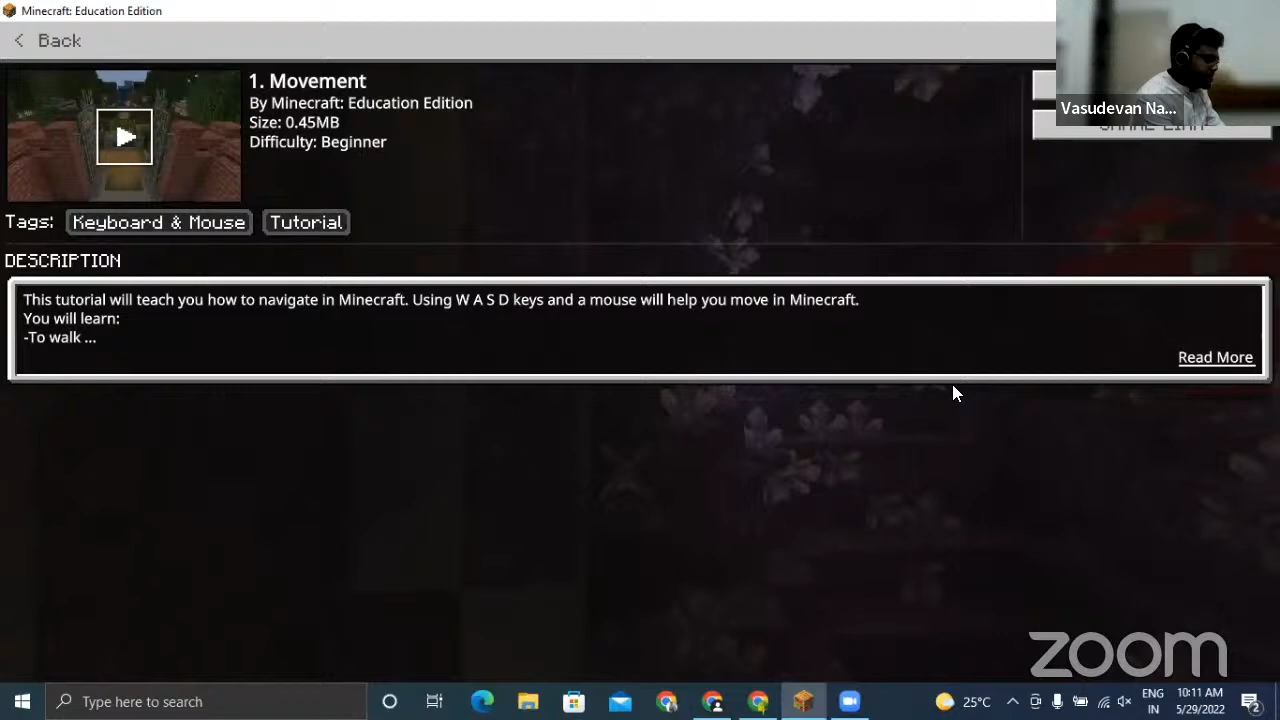 Minecraft: Education Edition
Back
1. Movement
By Minecraft: Education Edition
Size: 0.45MB
Difficulty: Beginner
Vasudevan Na...
Tags: Keyboard & Mouse Tutorial
DESCRIPTION
This tutorial will teach you how to navigate in Minecraft. Using W A S D keys and a mouse will help you move in Minecraft.
You will learn:
-To walk ...
Read More
zoom
Type here to search
25°C
ENG
IN
10:11 AM
5/29/2022
2